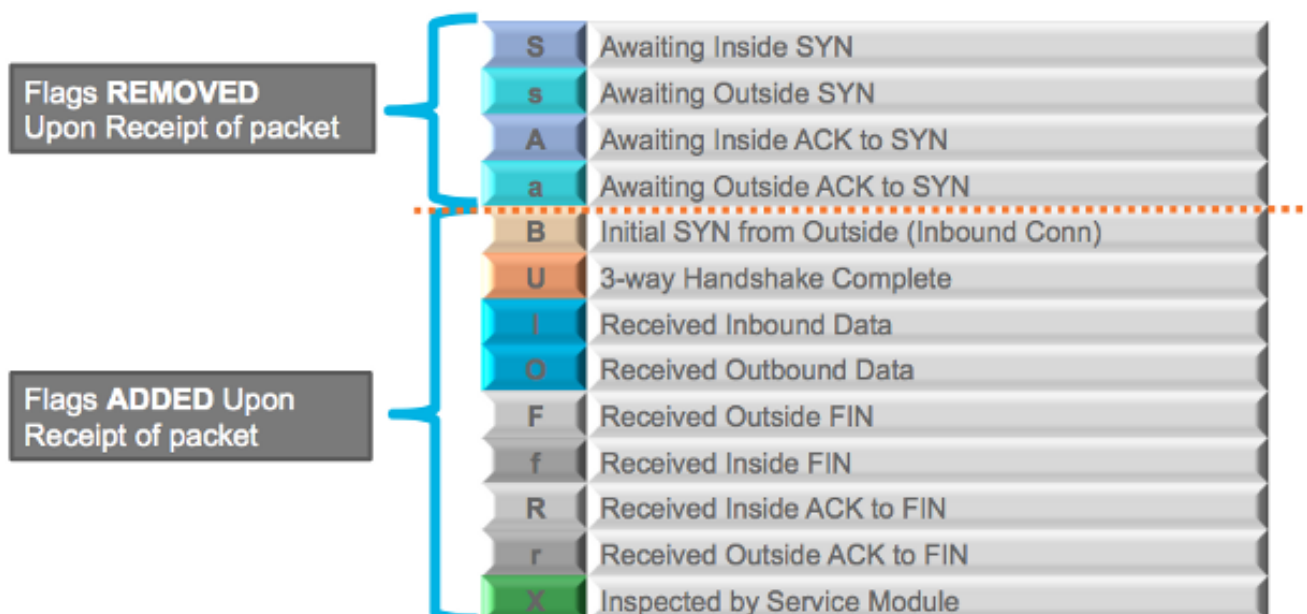 Flags REMOVED
Upon Receipt of packet
S Awaiting Inside SYN
s Awaiting Outside SYN
A Awaiting Inside ACK to SYN
a Awaiting Outside ACK to SYN
Flags ADDED Upon
Receipt of packet
B Initial SYN from Outside (Inbound Conn)
U 3-way Handshake Complete
I Received Inbound Data
O Received Outbound Data
F Received Outside FIN
f Received Inside FIN
R Received Inside ACK to FIN
r Received Outside ACK to FIN
X Inspected by Service Module